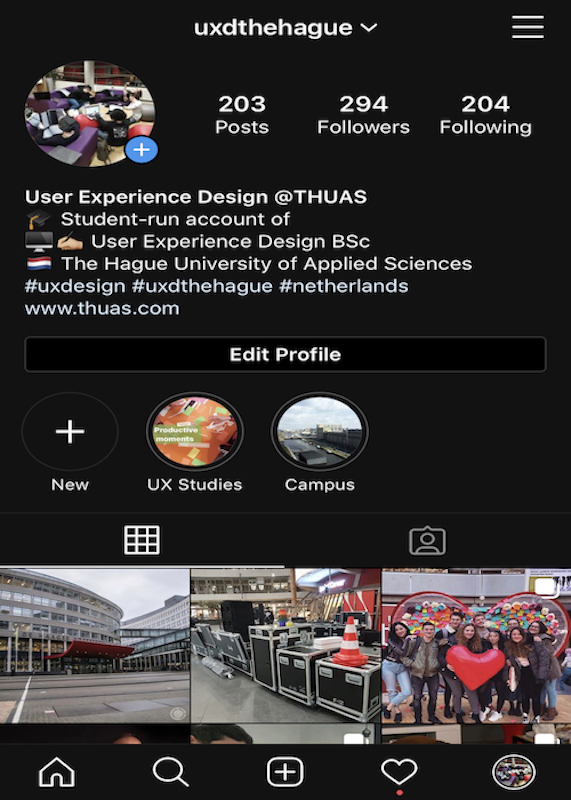 uxdthehague
203 294 204
Posts Followers Following
User Experience Design @THUAS
Student-run account of
User Experience Design BSc
The Hague University of Applied Sciences
#uxdesign #uxdthehague #netherlands
www.thuas.com
Edit Profile
Productive
moments
New UX Studies Campus